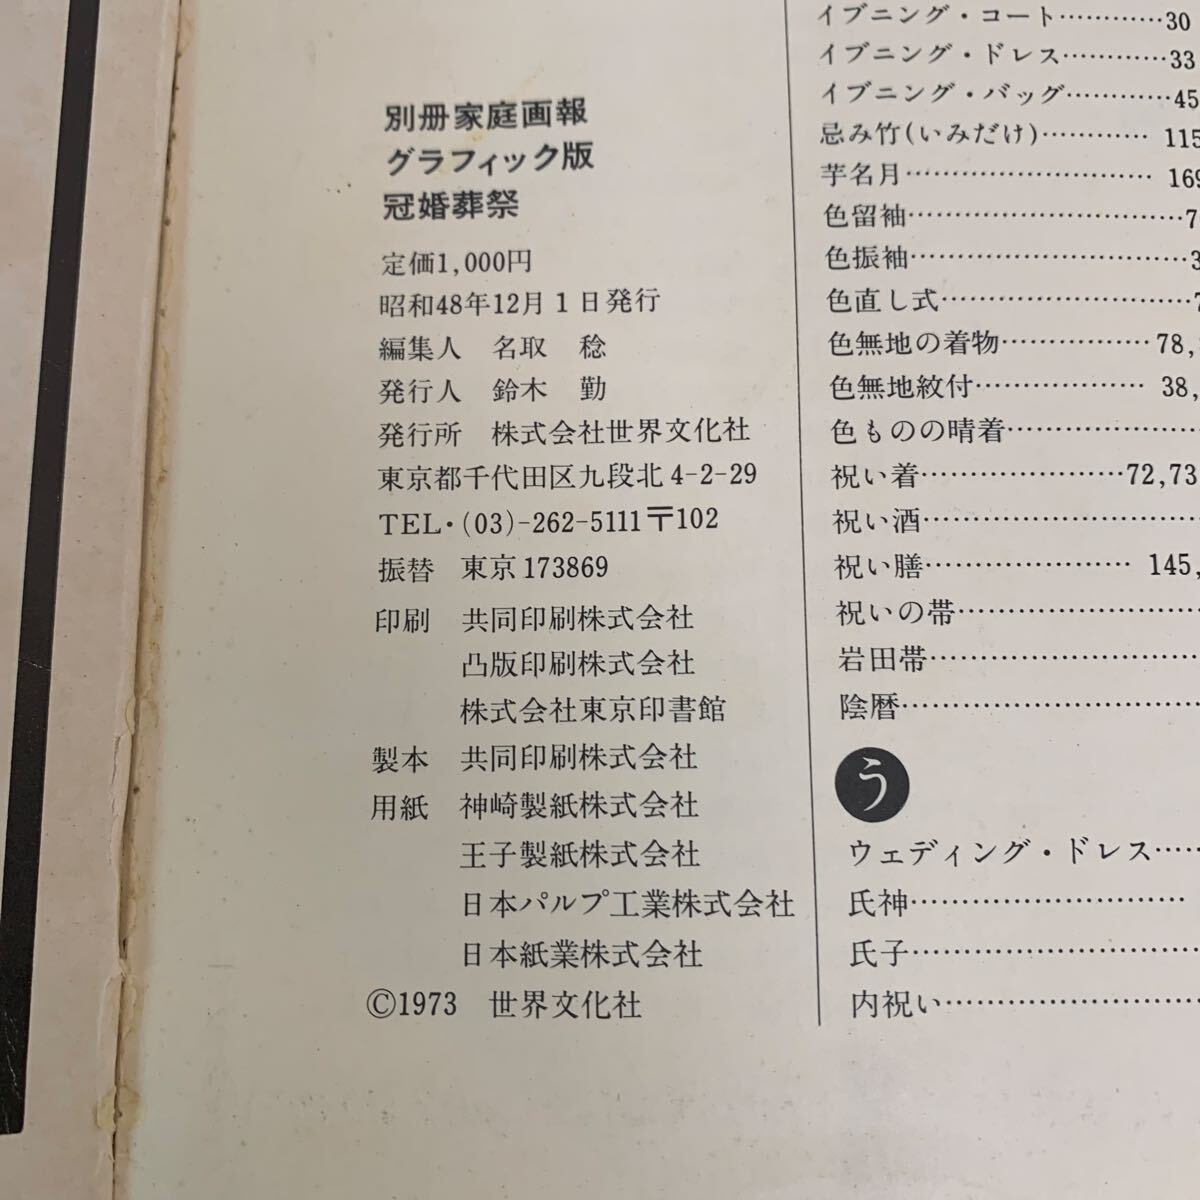 別冊家庭画報
グラフィック版
冠婚葬祭
定価1,000円
昭和48年12月1日発行
編集人 名取 稔
発行人 鈴木 勤
発行所 株式会社世界文化社
東京都千代田区九段北4-2-29
TEL・(03)-262-5111〒102
振替 東京173869
印刷 共同印刷株式会社
凸版印刷株式会社
株式会社東京印書館
製本 共同印刷株式会社
用紙 神崎製紙株式会社
王子製紙株式会社
日本パルプ工業株式会社
日本紙業株式会社
©1973 世界文化社
イブニング・コート…………30
イブニング・ドレス…………33
イブニング・バッグ…………45
忌み竹(いみだけ)………… 115
芋名月……………………… 169
色留袖…………………………7
色振袖…………………………3
色直し式………………………7
色無地の着物……………78,
色無地紋付……………… 38,
色ものの晴着…………………
祝い着…………………72,73
祝い酒…………………………
祝い膳………………… 145,
祝いの帯………………………
岩田帯…………………………
陰暦……………………………
う
ウェディング・ドレス……
氏神…………………………
氏子…………………………
内祝い………………………